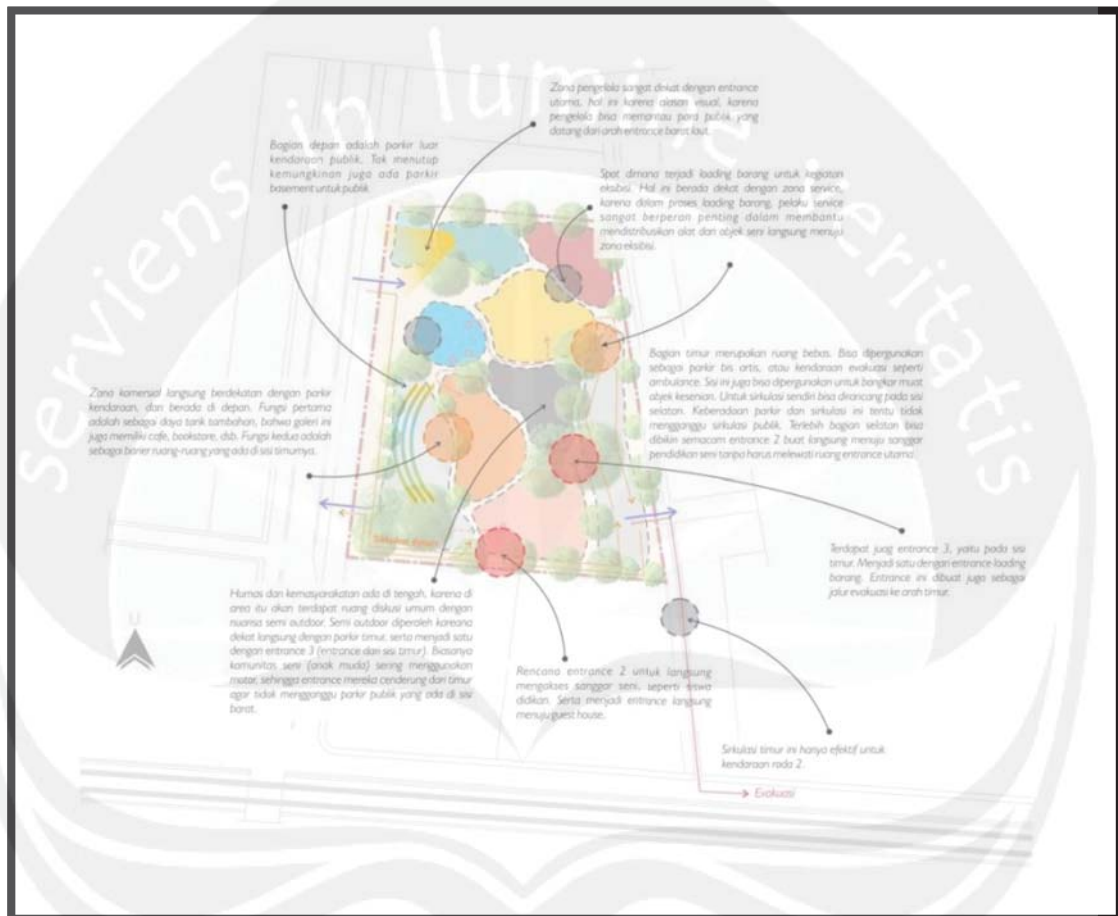 serviens in lumine veritatis
Zona pengelola sangat dekat dengan entrance
utama, hal ini karena alasan visual, karena
pengelola bisa memantau para publik yang
datang dari arah entrance barat laut.
Bagian depan adalah parkir luar
kendaraan publik. Tak menutup
kemungkinan juga ada parkir
basement untuk publik
Spot dimana terjadi loading barang untuk kegiatan
eksibisi. Hal ini berada dekat dengan zona service,
karena dalam proses loading barang, pelaku service
sangat berperan penting dalam membantu
mendistribusikan alat dan objek seni langsung menuju
zona eksibisi.
Bagian timur merupakan ruang bebas. Bisa dipergunakan
sebagai parkir bis artis, atau kendaraan evakuasi seperti
ambulance. Sisi ini juga bisa dipergunakan untuk bongkar muat
objek kesenian. Untuk sirkulasi sendiri bisa dirancang pada sisi
selatan. Keberadaan parkir dan sirkulasi ini tentu tidak
mengganggu sirkulasi publik. Terlebih bagian selatan bisa
dibikin semacam entrance 2 buat langsung menuju sanggar
pendidikan seni tanpa harus melewati ruang entrance utama
Zona komersial langsung berdekatan dengan parkir
kendaraan, dan berada di depan. Fungsi pertama
adalah sebagai daya tarik tambahan, bahwa galeri ini
juga memiliki cafe, bookstore, dsb. Fungsi kedua adalah
sebagai barier ruang-ruang yang ada di sisi timurnya.
Terdapat juag entrance 3, yaitu pada sisi
timur. Menjadi satu dengan entrance loading
barang. Entrance ini dibuat juga sebagai
jalur evakuasi ke arah timur.
U
Humas dan kemasyarakatan ada di tengah, karena di
area itu akan terdapat ruang diskusi umum dengan
nuansa semi outdoor. Semi outdoor diperoleh kareana
dekat langsung dengan parkir timur, serta menjadi satu
dengan entrance 3 (entrance dari sisi timur). Biasanya
komunitas seni (anak muda) sering menggunakan
motor, sehingga entrance mereka cenderung dari timur
agar tidak mengganggu parkir publik yang ada di sisi
barat.
Rencana entrance 2 untuk langsung
mengakses sanggar seni, seperti siswa
didikan. Serta menjadi entrance langsung
menuju guest house.
Sirkulasi timur ini hanya efektif untuk
kendaraan roda 2.
Evakuasi